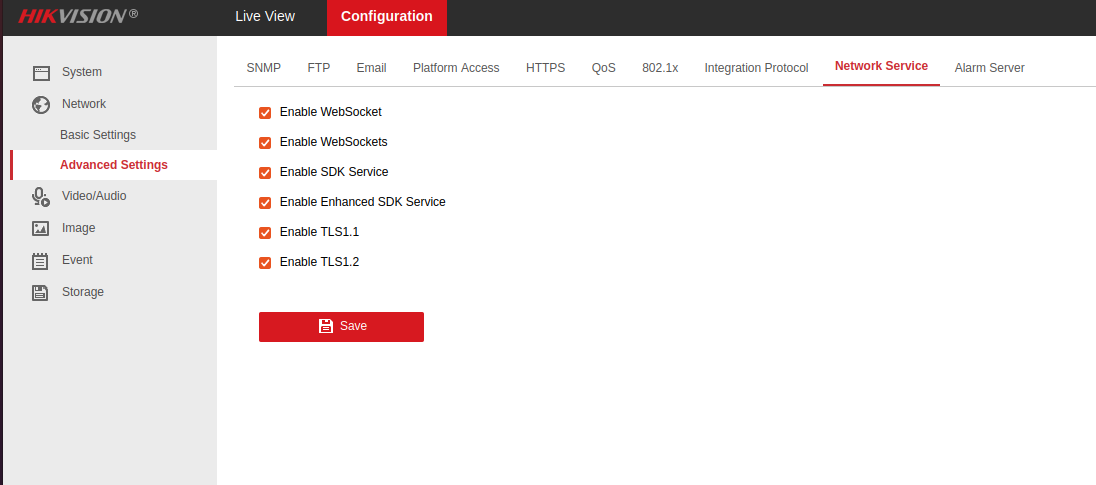 HIKVISION® Live View Configuration
System
Network
Basic Settings
Advanced Settings
Video/Audio
Image
Event
Storage
SNMP FTP Email Platform Access HTTPS QoS 802.1x Integration Protocol Network Service Alarm Server
Enable WebSocket
Enable WebSockets
Enable SDK Service
Enable Enhanced SDK Service
Enable TLS1.1
Enable TLS1.2
Save